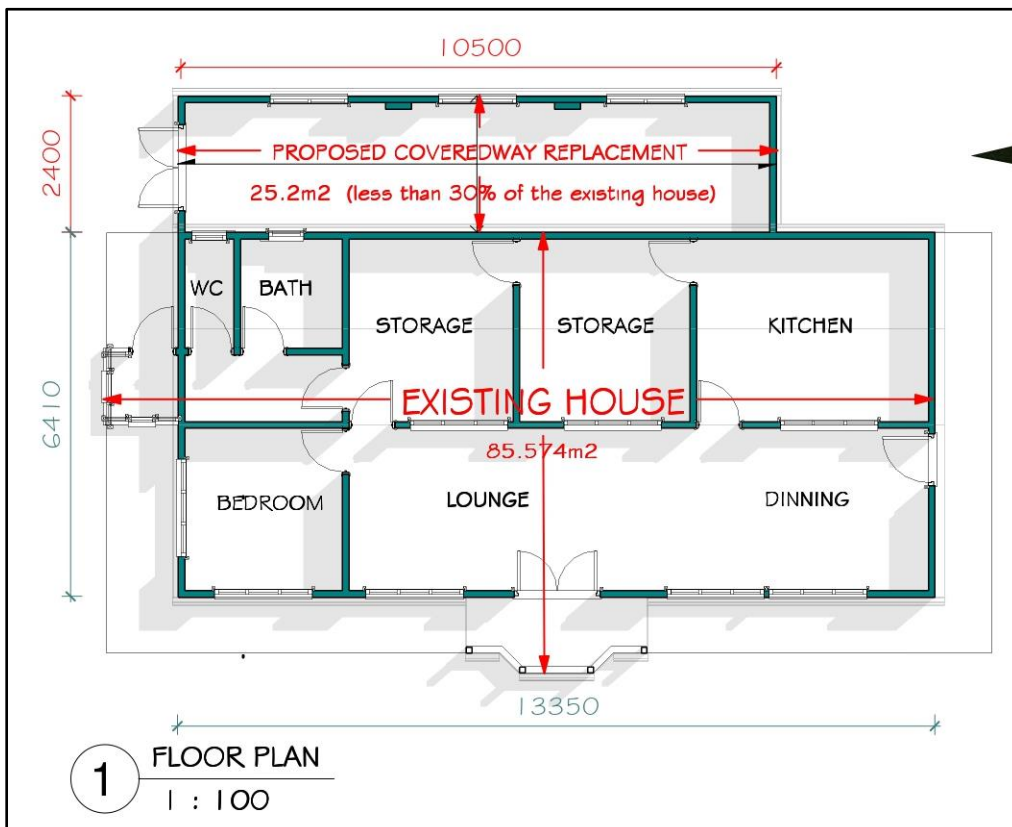 10500
2400
PROPOSED COVEREDWAY REPLACEMENT
25.2m2 (less than 30% of the existing house)
WC
BATH
STORAGE
STORAGE
KITCHEN
6410
EXISTING HOUSE
85.574m2
BEDROOM
LOUNGE
DINNING
13350
1
FLOOR PLAN
1 : 100